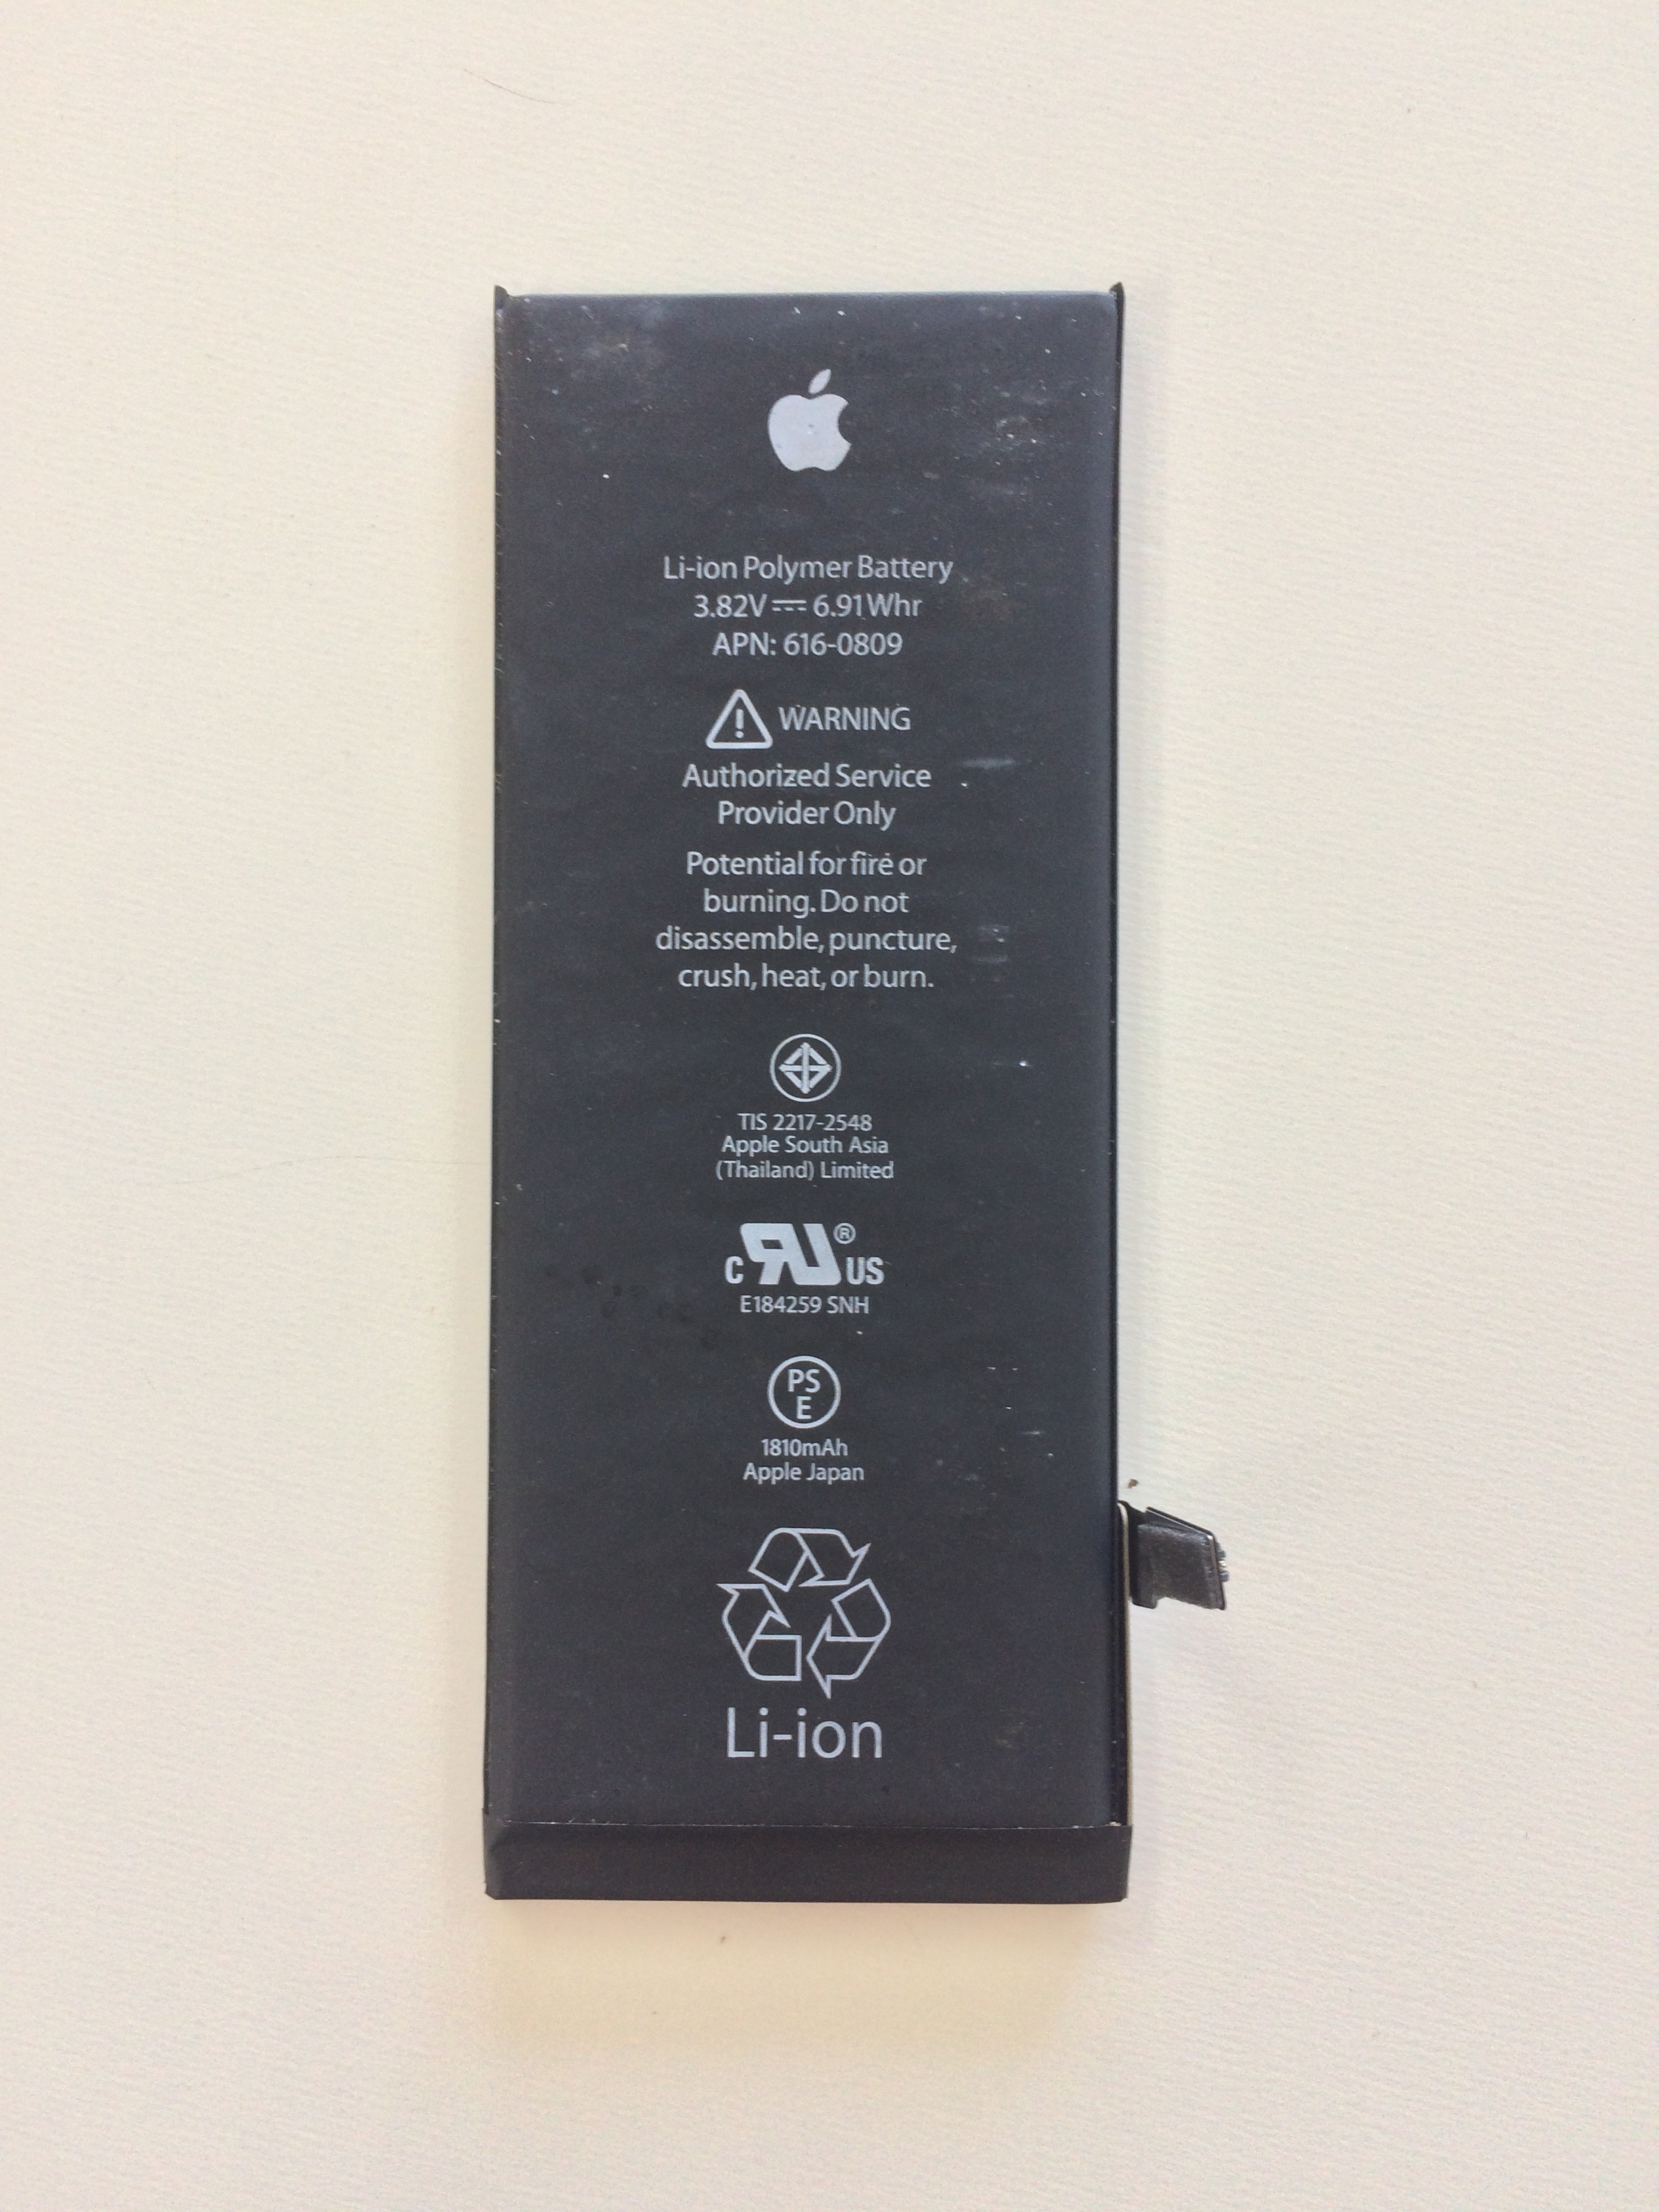 Li-ion Polymer Battery
3.82V ⎓ 6.91Whr
APN: 616-0809
WARNING
Authorized Service
Provider Only
Potential for fire or
burning. Do not
disassemble, puncture,
crush, heat, or burn.
TIS 2217-2548
Apple South Asia
(Thailand) Limited
c RU® US
E184259 SNH
PS
E
1810mAh
Apple Japan
Li-ion